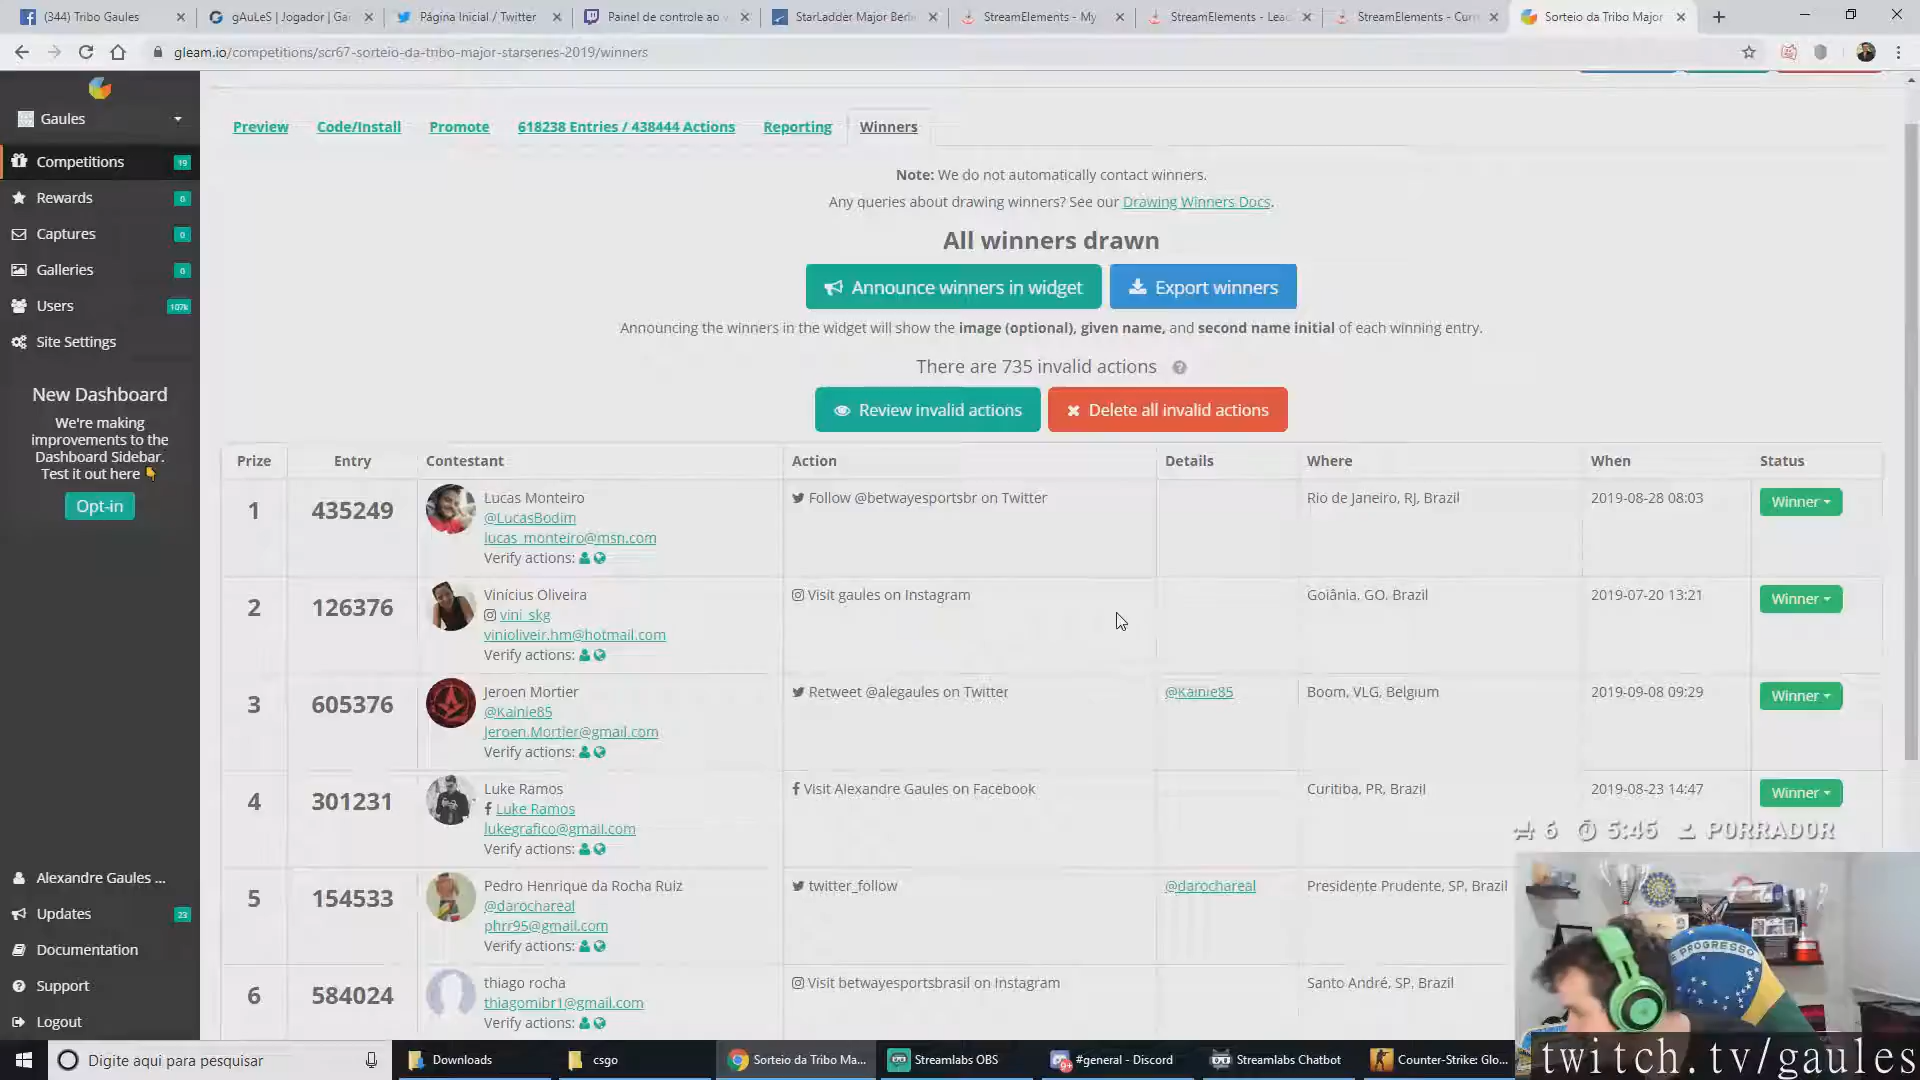 (344) Tribo Gaules
gAuLeS | Jogador | Ga
Página Inicial / Twitter
Painel de controle ao v
StarLadder Major Berl
StreamElements - My
StreamElements - Lead
StreamElements - Curr
Sorteio da Tribo Major
gleam.io/competitions/scr67-sorteio-da-tribo-major-starseries-2019/winners
Gaules
Competitions 19
Rewards 0
Captures 0
Galleries 0
Users 107k
Site Settings
New Dashboard
We're making
improvements to the
Dashboard Sidebar.
Test it out here
Opt-in
Alexandre Gaules ...
Updates 23
Documentation
Support
Logout
Preview Code/Install Promote 618238 Entries / 438444 Actions Reporting Winners
Note: We do not automatically contact winners.
Any queries about drawing winners? See our Drawing Winners Docs.
All winners drawn
Announce winners in widget Export winners
Announcing the winners in the widget will show the image (optional), given name, and second name initial of each winning entry.
There are 735 invalid actions ?
Review invalid actions Delete all invalid actions
Prize Entry Contestant Action Details Where When Status
1 435249 Lucas Monteiro Follow @betwayesportsbr on Twitter Rio de Janeiro, RJ, Brazil 2019-08-28 08:03 Winner
@LucasBodim
lucas_monteiro@msn.com
Verify actions:
2 126376 Vinícius Oliveira Visit gaules on Instagram Goiânia, GO, Brazil 2019-07-20 13:21 Winner
vini_skg
vinioliveir.hm@hotmail.com
Verify actions:
3 605376 Jeroen Mortier Retweet @alegaules on Twitter @Kainie85 Boom, VLG, Belgium 2019-09-08 09:29 Winner
@Kainie85
Jeroen.Mortier@gmail.com
Verify actions:
4 301231 Luke Ramos Visit Alexandre Gaules on Facebook Curitiba, PR, Brazil 2019-08-23 14:47 Winner
Luke Ramos
lukegrafico@gmail.com
Verify actions:
6 5:45 P0RRAD0R
5 154533 Pedro Henrique da Rocha Ruiz twitter_follow @darochareal Presidente Prudente, SP, Brazil
@darochareal
phrr95@gmail.com
Verify actions:
6 584024 thiago rocha Visit betwayesportsbrasil on Instagram Santo André, SP, Brazil
thiagomibr1@gmail.com
Verify actions:
PROGRESSO
Digite aqui para pesquisar
Downloads
csgo
Sorteio da Tribo Ma...
Streamlabs OBS
#general - Discord
Streamlabs Chatbot
Counter-Strike: Glo...
twitch.tv/gaules